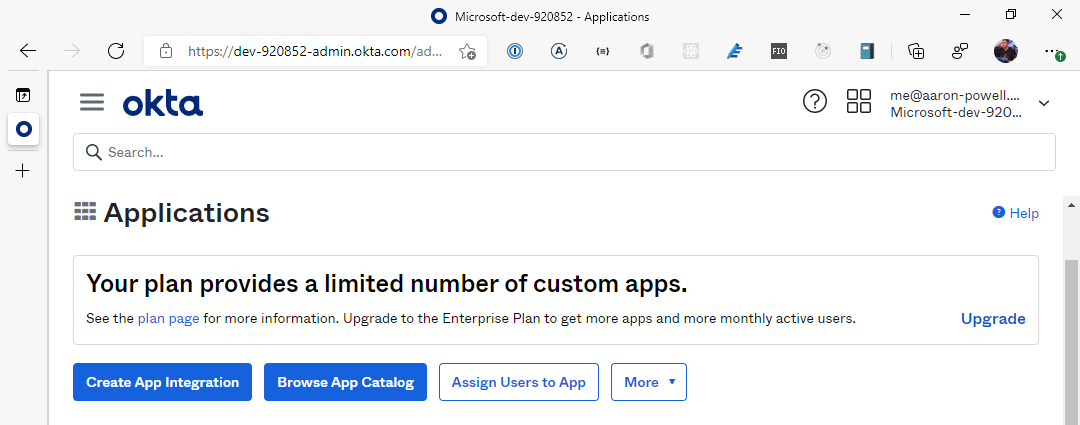 Microsoft-dev-920852 - Applications
https://dev-920852-admin.okta.com/ad...
FIO
okta
me@aaron-powell....
Microsoft-dev-920...
Search...
Applications
Help
Your plan provides a limited number of custom apps.
See the plan page for more information. Upgrade to the Enterprise Plan to get more apps and more monthly active users.
Upgrade
Create App Integration
Browse App Catalog
Assign Users to App
More